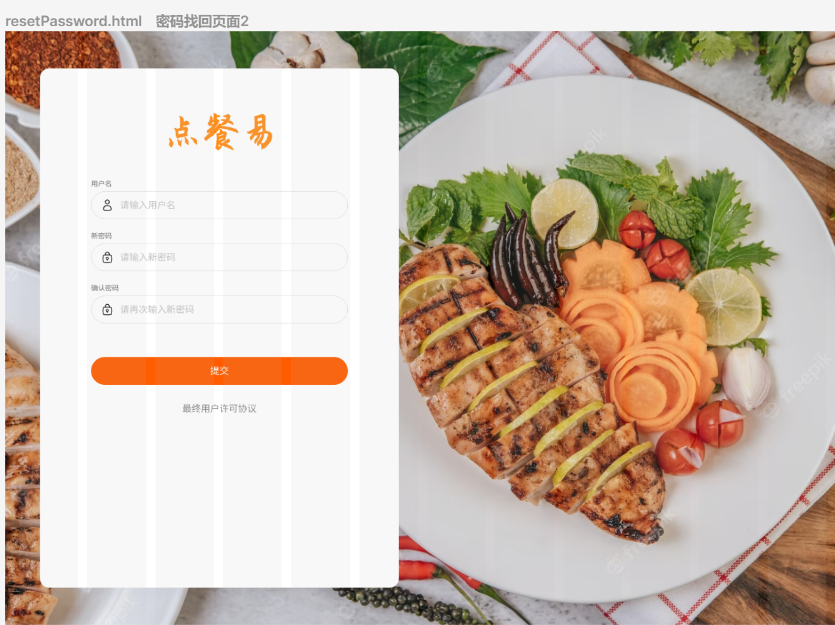 resetPassword.html 密码找回页面2
点餐易
用户名
请输入用户名
新密码
请输入新密码
确认密码
请再次输入新密码
提交
最终用户许可协议
freepik
freepik